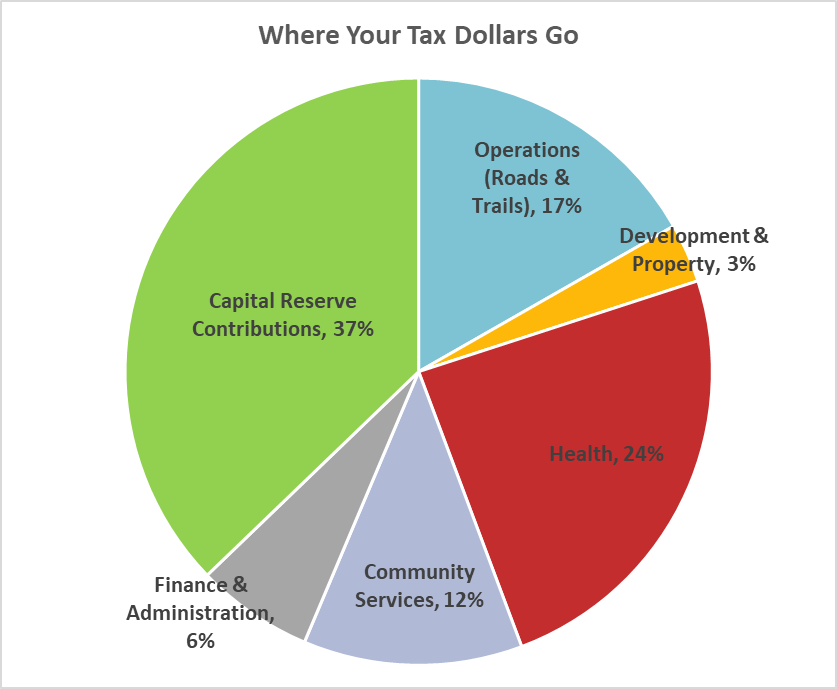 Where Your Tax Dollars Go
Operations
(Roads &
Trails), 17%
Development &
Property, 3%
Capital Reserve
Contributions, 37%
Health, 24%
Community
Services, 12%
Finance &
Administration,
6%